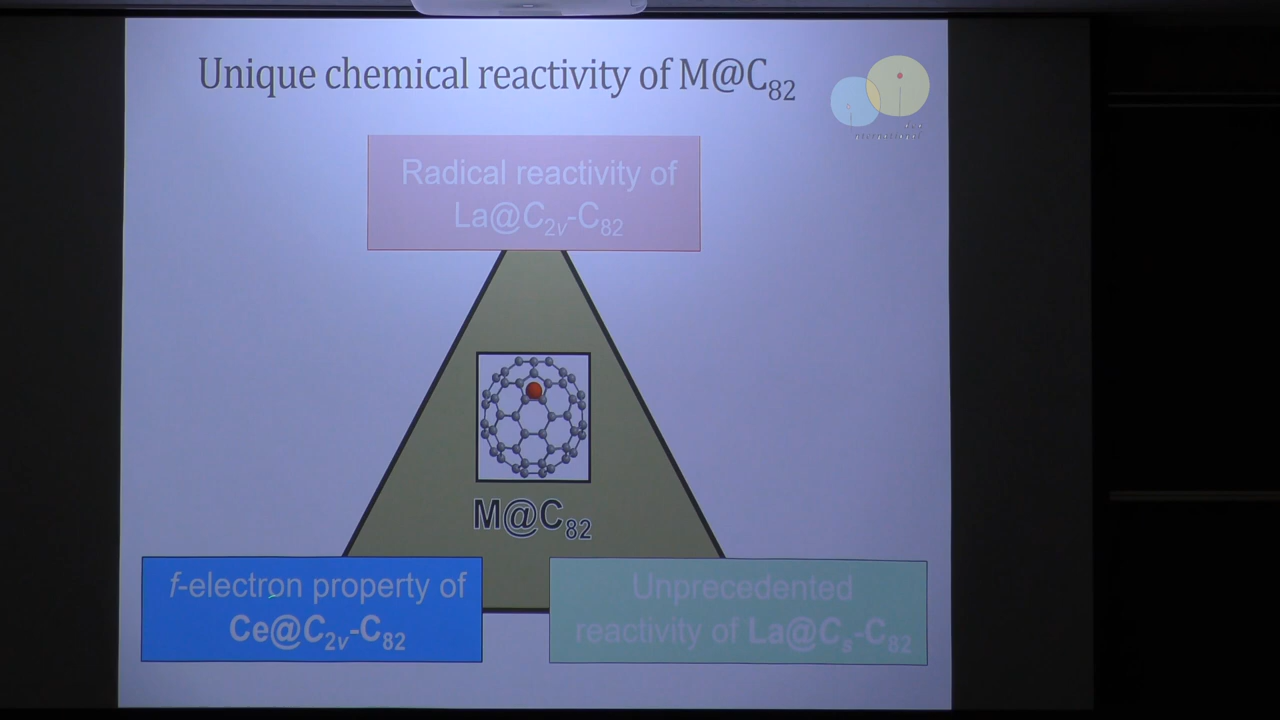 Unique chemical reactivity of M@C82
Radical reactivity of
La@C2v-C82
M@C82
f-electron property of
Ce@C2v-C82
Unprecedented
reactivity of La@Cs-C82